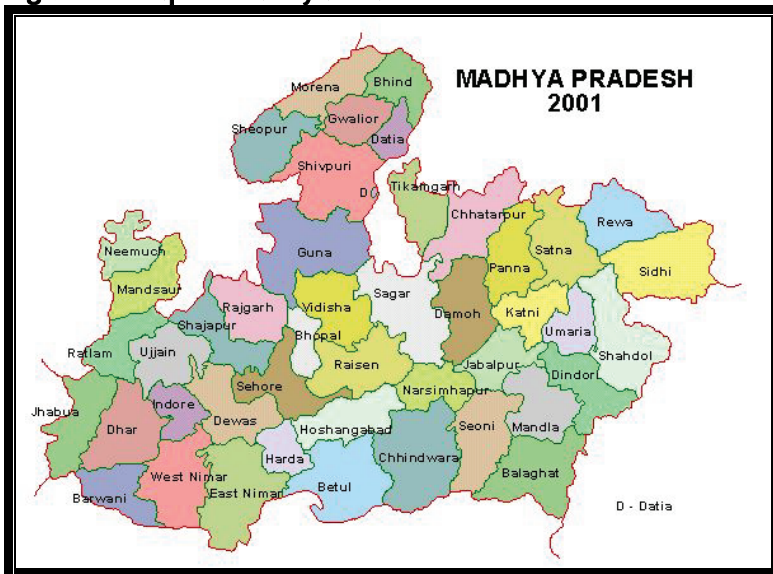 MADHYA PRADESH
2001
Morena
Bhind
Gwalior
Sheopur
Datia
Shivpuri
D
Tikamgarh
Chhatarpur
Rewa
Guna
Satna
Neemuch
Panna
Sidhi
Mandsaur
Sagar
Rajgarh
Vidisha
Damoh
Katni
Shajapur
Umaria
Bhopal
Ratlam
Ujjain
Shahdol
Raisen
Jabalpur
Dindori
Sehore
Narsimhapur
Jhabua
Indore
Dewas
Dhar
Hoshangabad
Seoni
Mandla
Harda
Chhindwara
Balaghat
West Nimar
Betul
Barwani
East Nimar
D - Datia